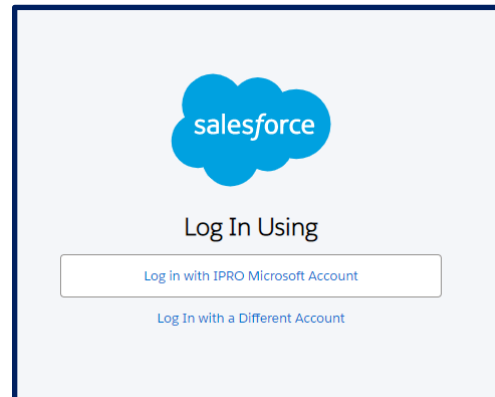 salesforce
Log In Using
Log in with IPRO Microsoft Account
Log In with a Different Account